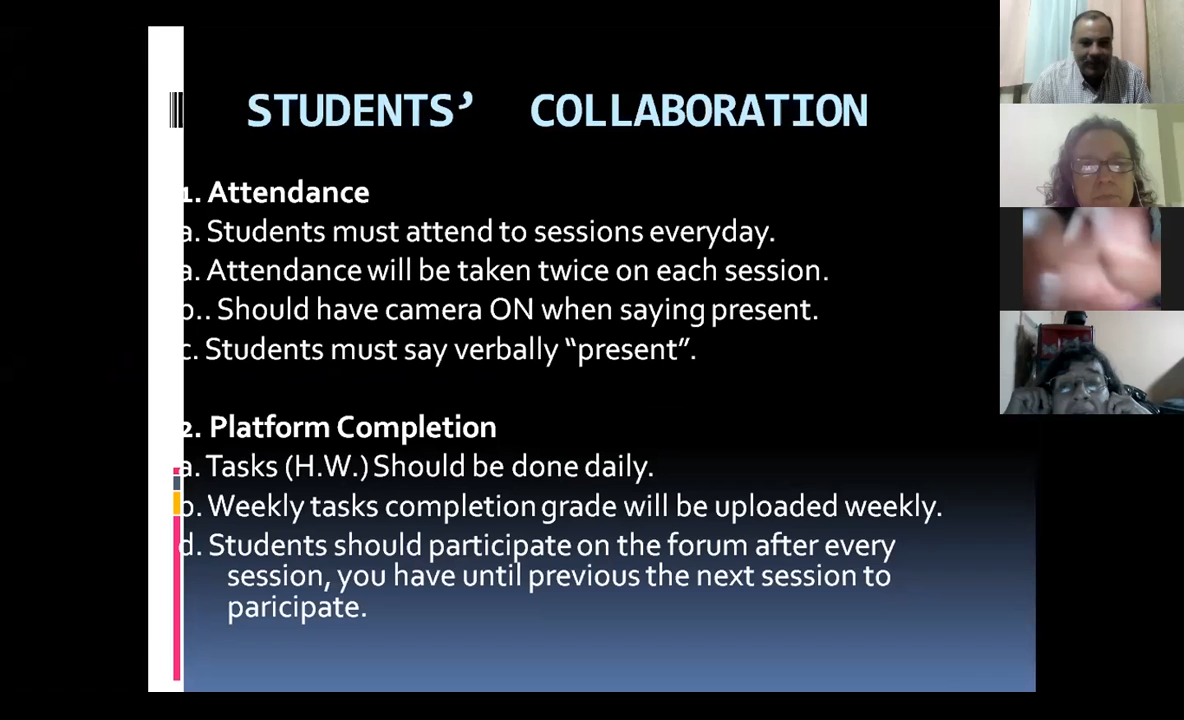 STUDENTS’ COLLABORATION
1. Attendance
a. Students must attend to sessions everyday.
a. Attendance will be taken twice on each session.
b.. Should have camera ON when saying present.
c. Students must say verbally “present”.
2. Platform Completion
a. Tasks (H.W.) Should be done daily.
b. Weekly tasks completion grade will be uploaded weekly.
d. Students should participate on the forum after every
session, you have until previous the next session to
paricipate.